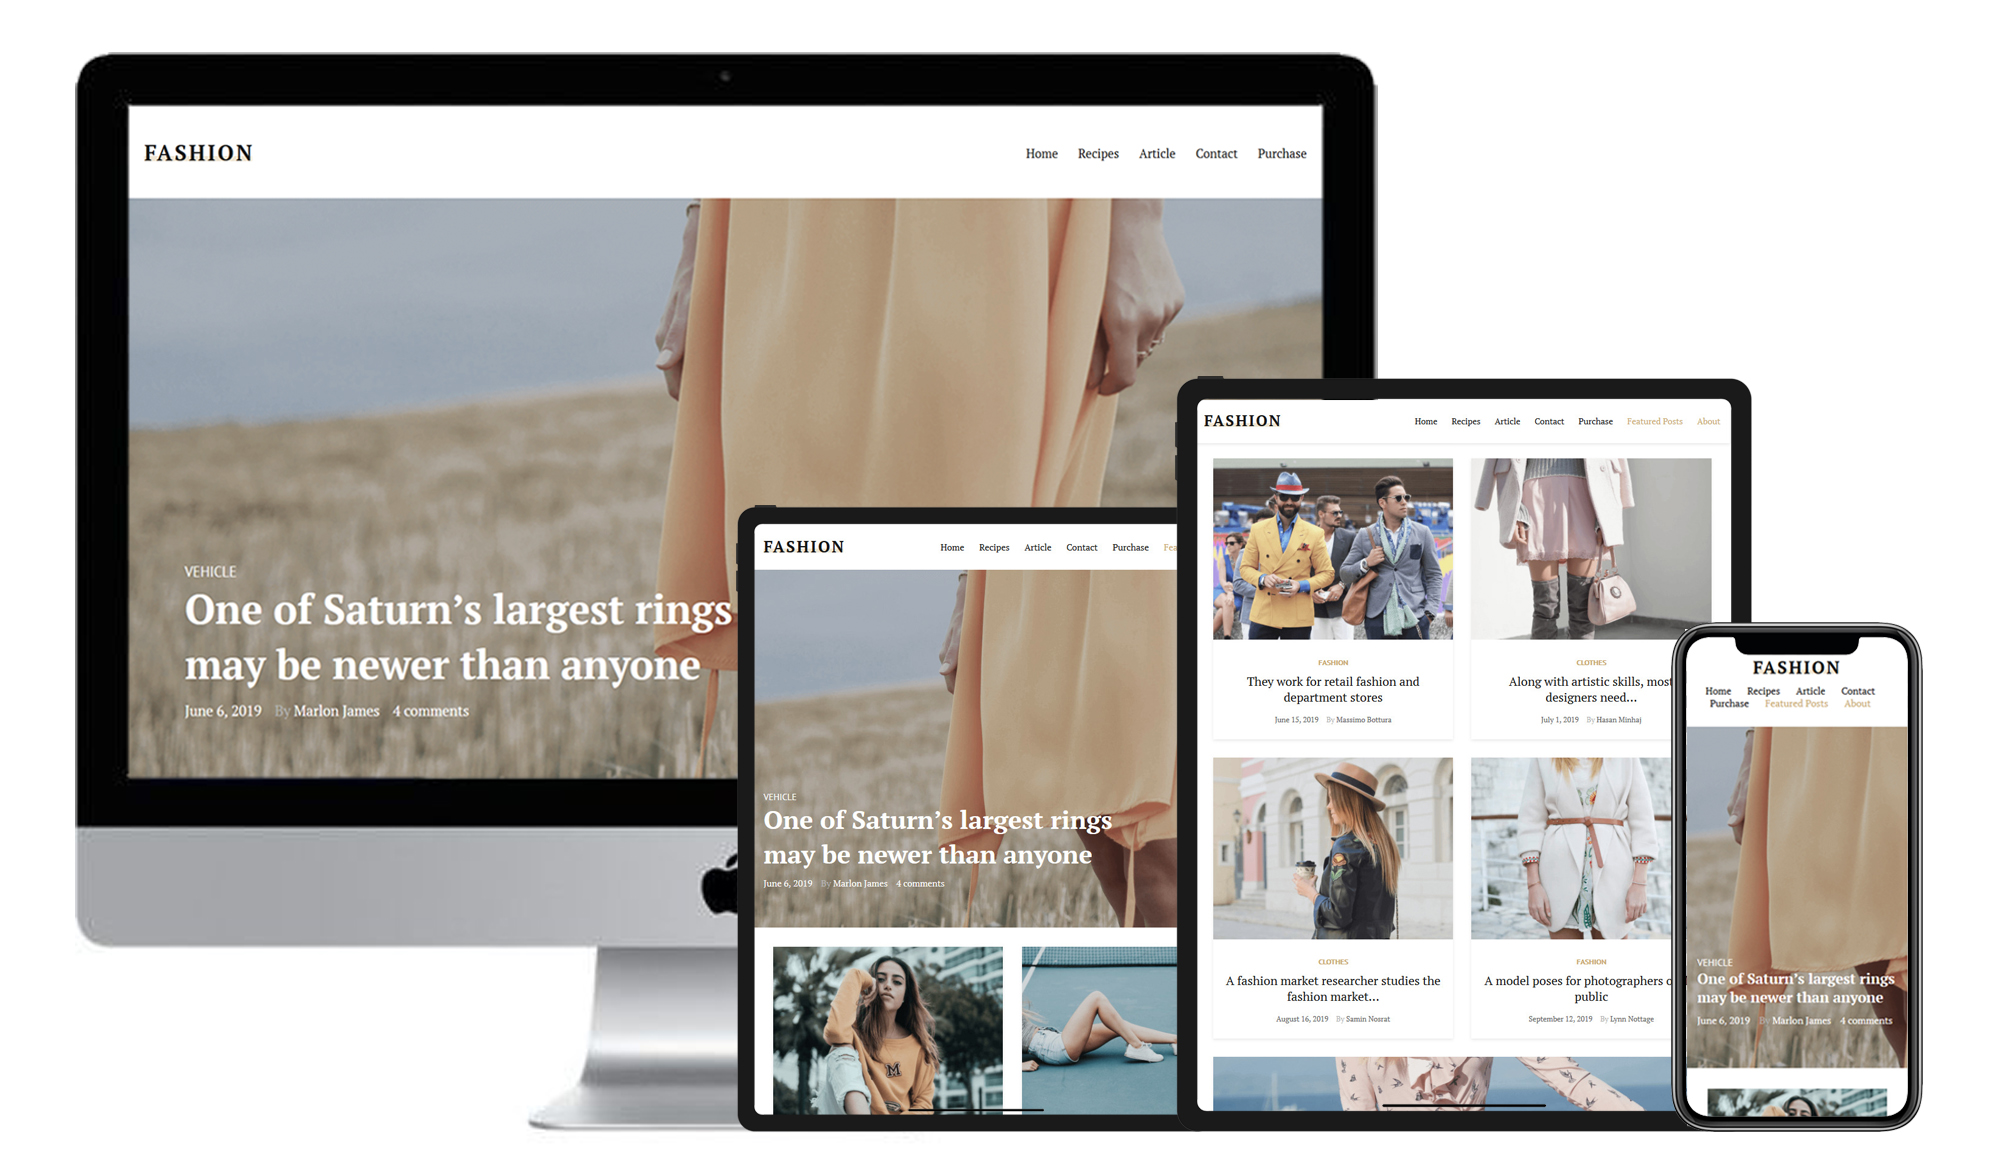 FASHION
Home Recipes Article Contact Purchase
VEHICLE
One of Saturn’s largest rings
may be newer than anyone
June 6, 2019 By Marlon James 4 comments
FASHION
Home Recipes Article Contact Purchase
VEHICLE
One of Saturn’s largest rings
may be newer than anyone
June 6, 2019 By Marlon James 4 comments
M
FASHION
Home Recipes Article Contact Purchase Featured Posts About
FASHION
They work for retail fashion and
department stores
June 15, 2019 By Massimo Bottura
CLOTHES
Along with artistic skills, most
designers need...
July 1, 2019 By Hasan Minhaj
CLOTHES
A fashion market researcher studies the
fashion market...
August 16, 2019 By Samin Nosrat
FASHION
A model poses for photographers
public
September 12, 2019 By Lynn Nottage
FASHION
Home Recipes Article Contact
Purchase Featured Posts About
VEHICLE
One of Saturn’s largest rings
may be newer than anyone
June 6, 2019 By Marlon James 4 comments